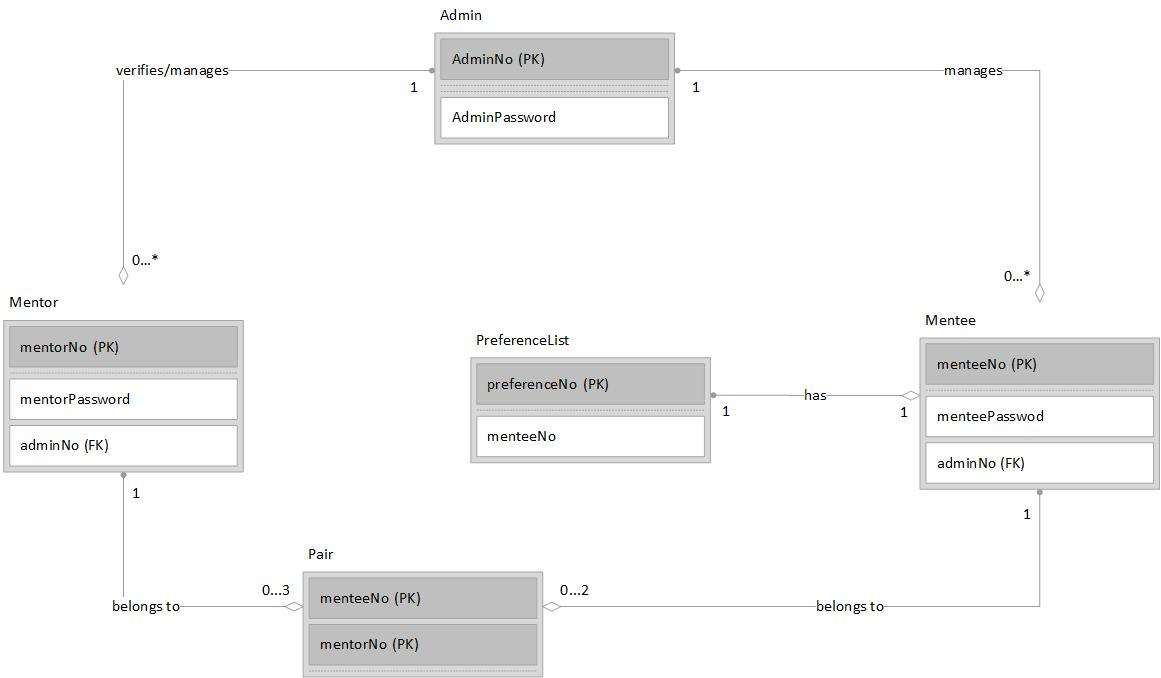 Admin
AdminNo (PK)
AdminPassword
verifies/manages
1
1
manages
0...*
0...*
Mentor
mentorNo (PK)
mentorPassword
adminNo (FK)
1
PreferenceList
preferenceNo (PK)
menteeNo
1
has
1
Mentee
menteeNo (PK)
menteePasswod
adminNo (FK)
1
Pair
menteeNo (PK)
mentorNo (PK)
0...3
0...2
belongs to
belongs to